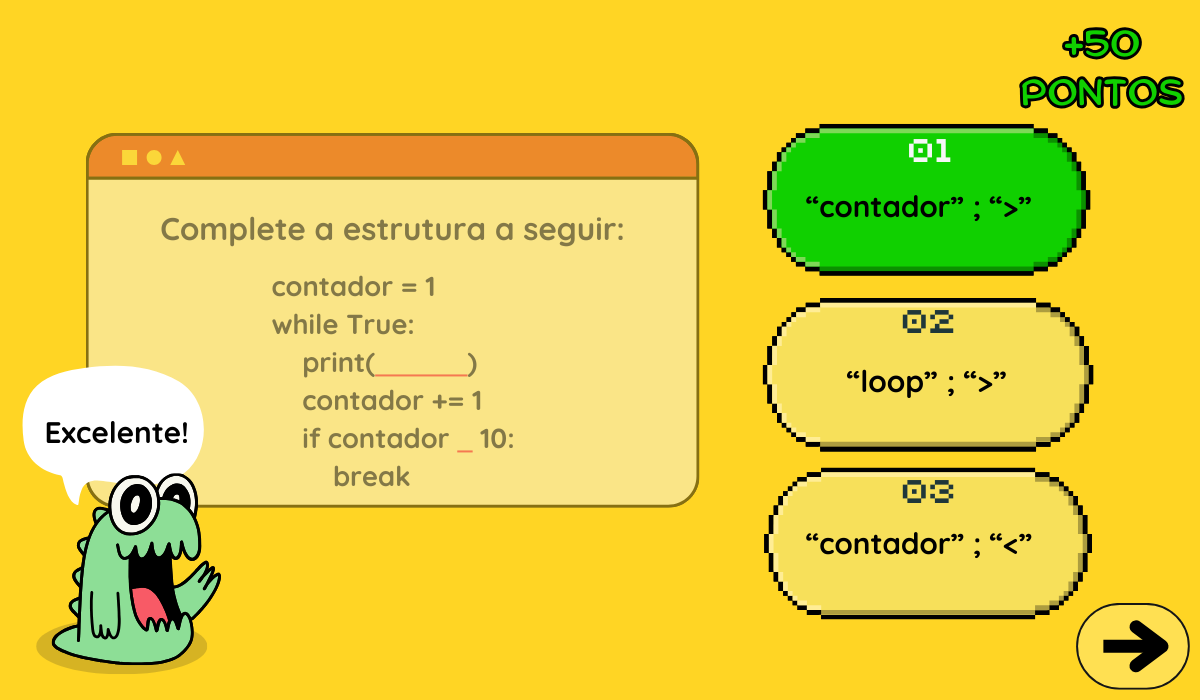 +50
PONTOS
Complete a estrutura a seguir:
contador = 1
while True:
print(______)
contador += 1
if contador _ 10:
break
Excelente!
01
“contador” ; “>”
02
“loop” ; “>”
03
“contador” ; “<”